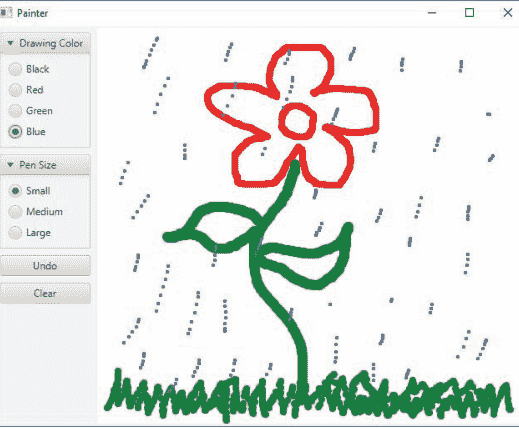 Painter
Drawing Color
Black
Red
Green
Blue
Pen Size
Small
Medium
Large
Undo
Clear